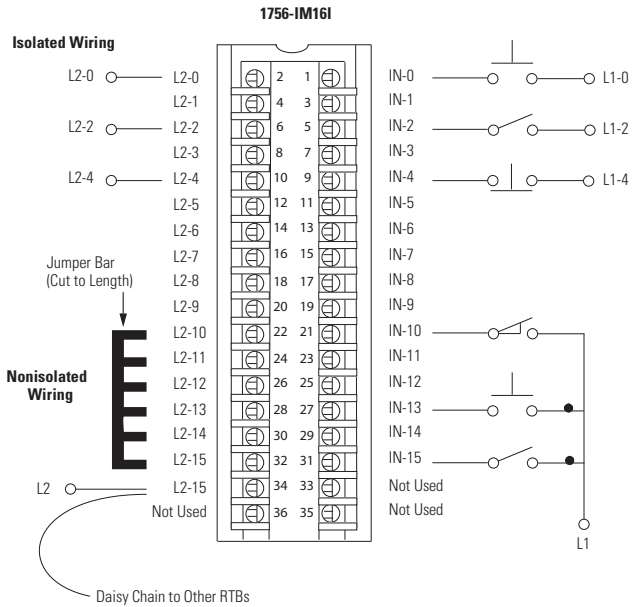 1756-IM16I
Isolated Wiring
L2-0 L2-0 2 1 IN-0 L1-0
L2-1 4 3 IN-1
L2-2 L2-2 6 5 IN-2 L1-2
L2-3 8 7 IN-3
L2-4 L2-4 10 9 IN-4 L1-4
L2-5 12 11 IN-5
L2-6 14 13 IN-6
L2-7 16 15 IN-7
Jumper Bar
(Cut to Length)
L2-8 18 17 IN-8
L2-9 20 19 IN-9
L2-10 22 21 IN-10
L2-11 24 23 IN-11
Nonisolated
Wiring
L2-12 26 25 IN-12
L2-13 28 27 IN-13
L2-14 30 29 IN-14
L2-15 32 31 IN-15
L2 L2-15 34 33 Not Used
Not Used 36 35 Not Used
L1
Daisy Chain to Other RTBs